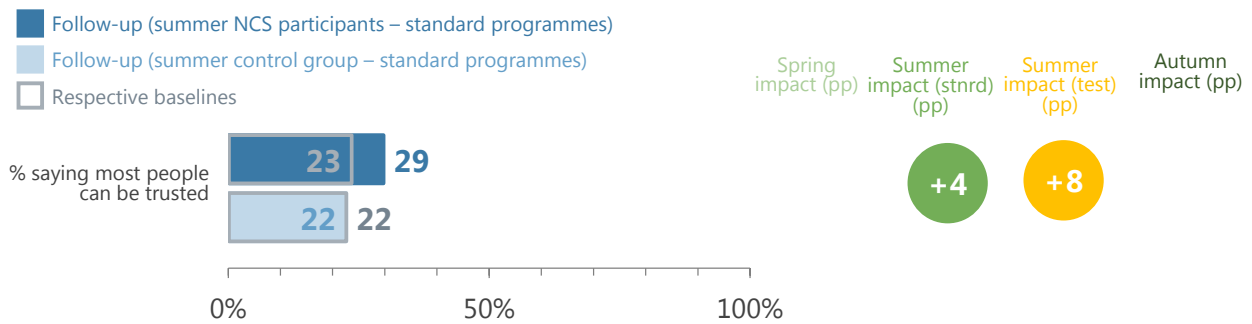 Follow-up (summer NCS participants – standard programmes)
Follow-up (summer control group – standard programmes)
Respective baselines
Spring
impact (pp)
Summer
impact (stnrd)
(pp)
Summer
impact (test)
(pp)
Autumn
impact (pp)
% saying most people
can be trusted
23 29
22 22
+4
+8
0% 50% 100%